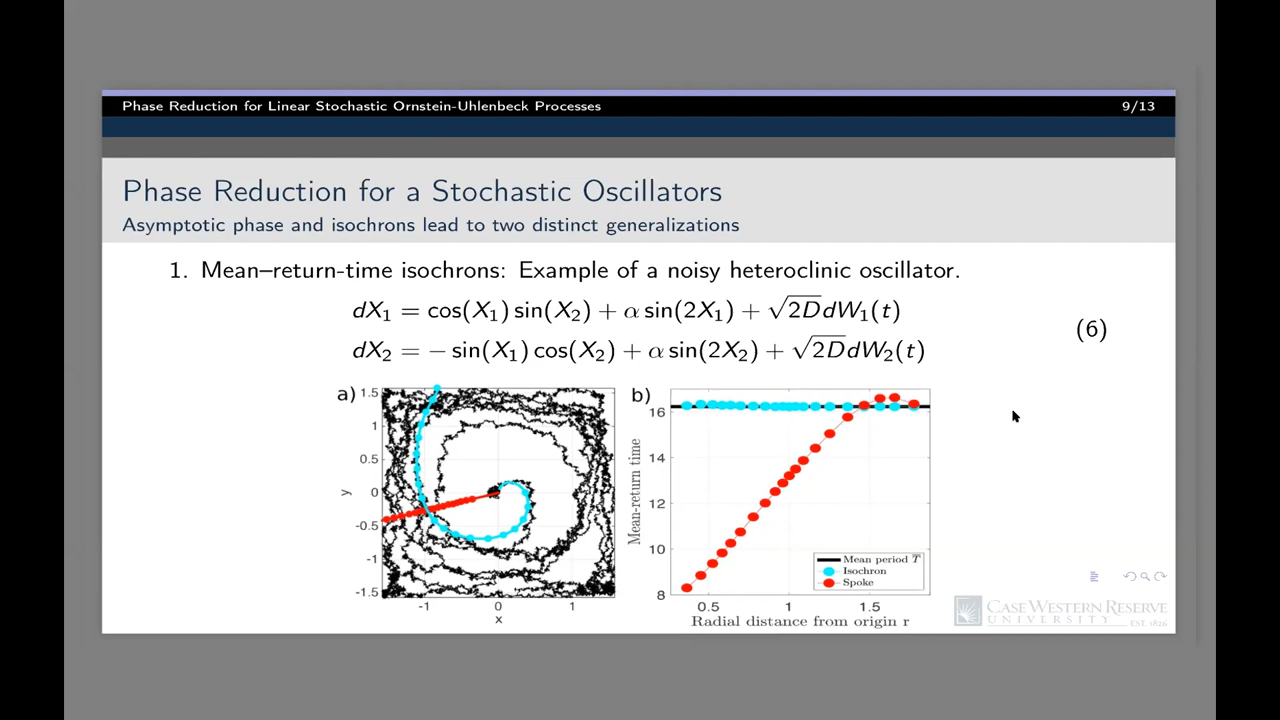 Phase Reduction for Linear Stochastic Ornstein-Uhlenbeck Processes 9/13
Phase Reduction for a Stochastic Oscillators
Asymptotic phase and isochrons lead to two distinct generalizations
1. Mean–return-time isochrons: Example of a noisy heteroclinic oscillator.
dX₁ = cos(X₁) sin(X₂) + α sin(2X₁) + √2D dW₁(t)
(6)
dX₂ = − sin(X₁) cos(X₂) + α sin(2X₂) + √2D dW₂(t)
a)
1.5
1
0.5
0
-0.5
-1
-1.5
y
-1 0 1
x
b)
16
14
12
10
8
Mean-return time
Mean period T̅
Isochron
Spoke
0.5 1 1.5
Radial distance from origin r
CASE WESTERN RESERVE
UNIVERSITY EST. 1826